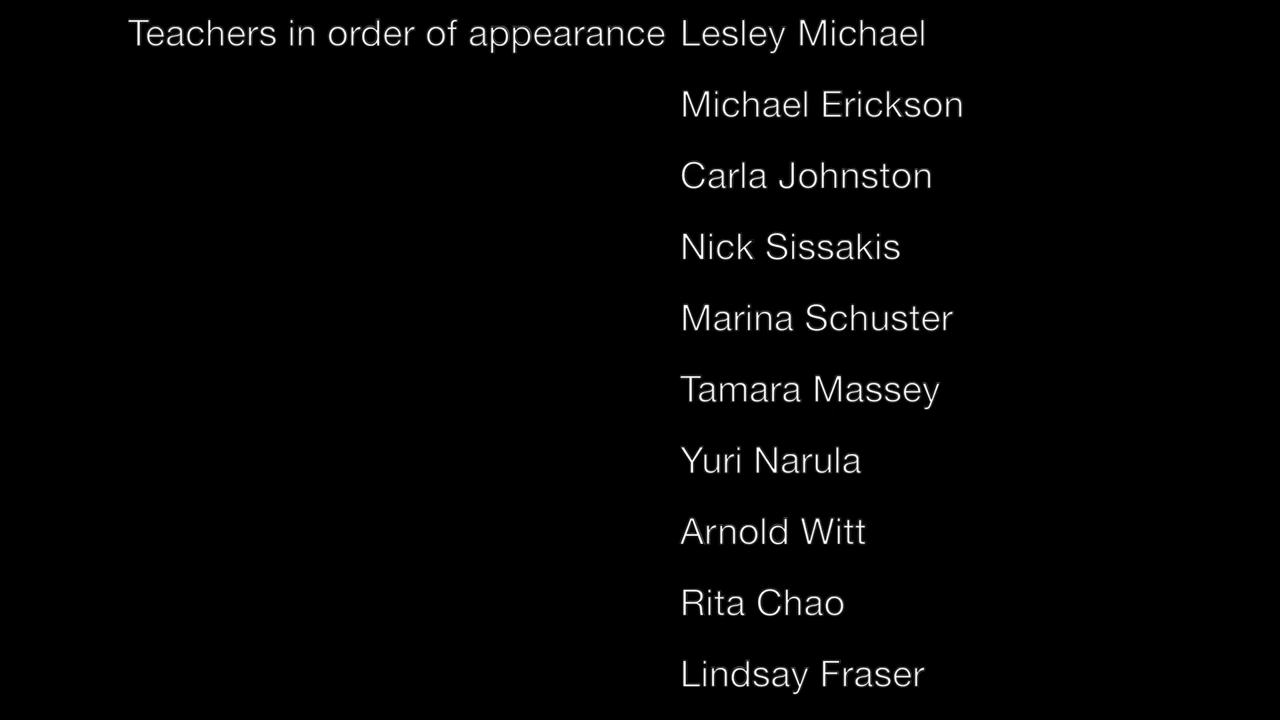 Teachers in order of appearance Lesley Michael
Michael Erickson
Carla Johnston
Nick Sissakis
Marina Schuster
Tamara Massey
Yuri Narula
Arnold Witt
Rita Chao
Lindsay Fraser